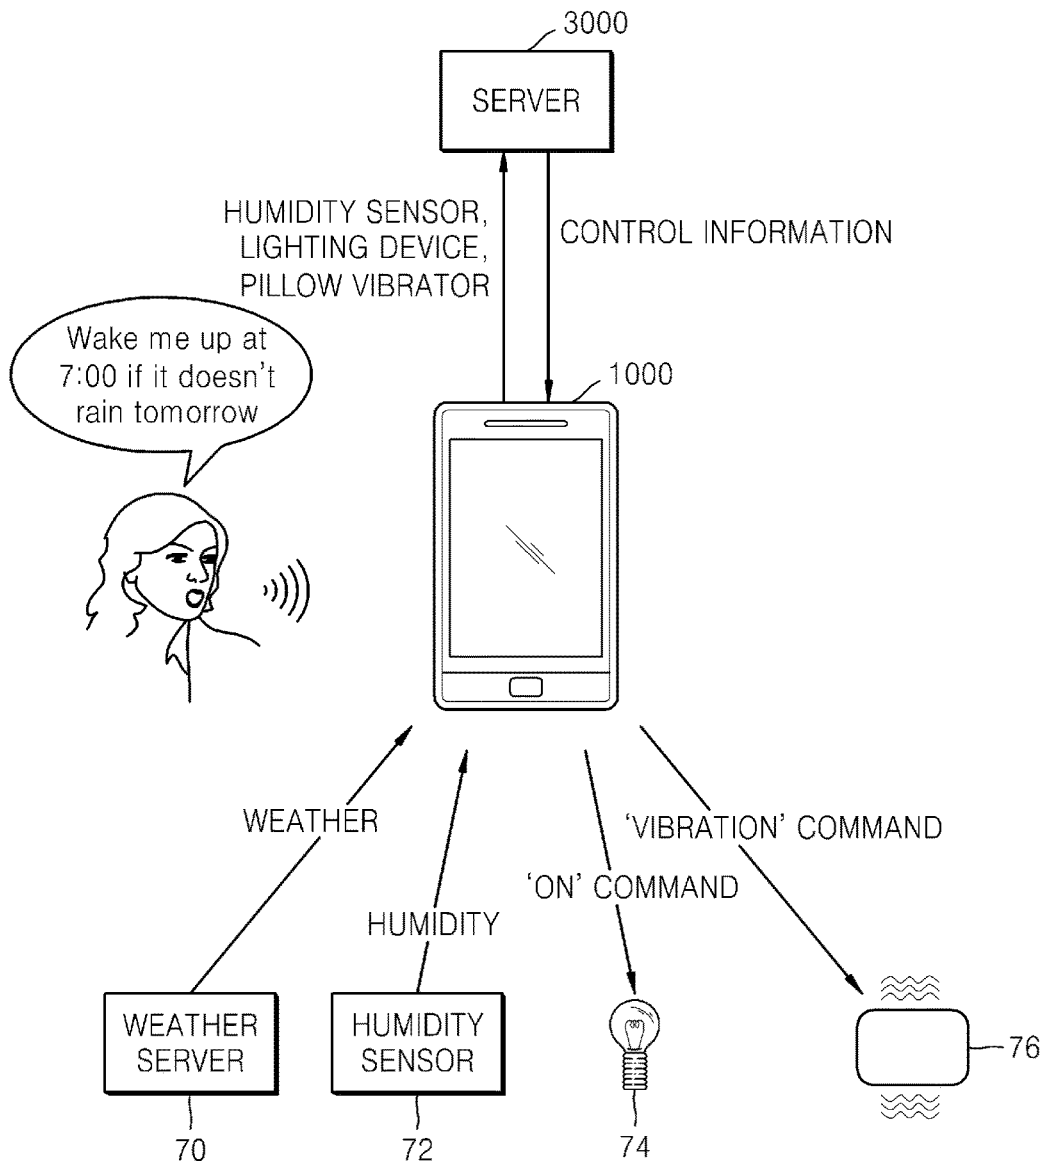 3000
SERVER
HUMIDITY SENSOR,
LIGHTING DEVICE,
PILLOW VIBRATOR
CONTROL INFORMATION
Wake me up at
7:00 if it doesn't
rain tomorrow
1000
WEATHER
'VIBRATION' COMMAND
'ON' COMMAND
HUMIDITY
WEATHER
SERVER
HUMIDITY
SENSOR
76
70
72
74